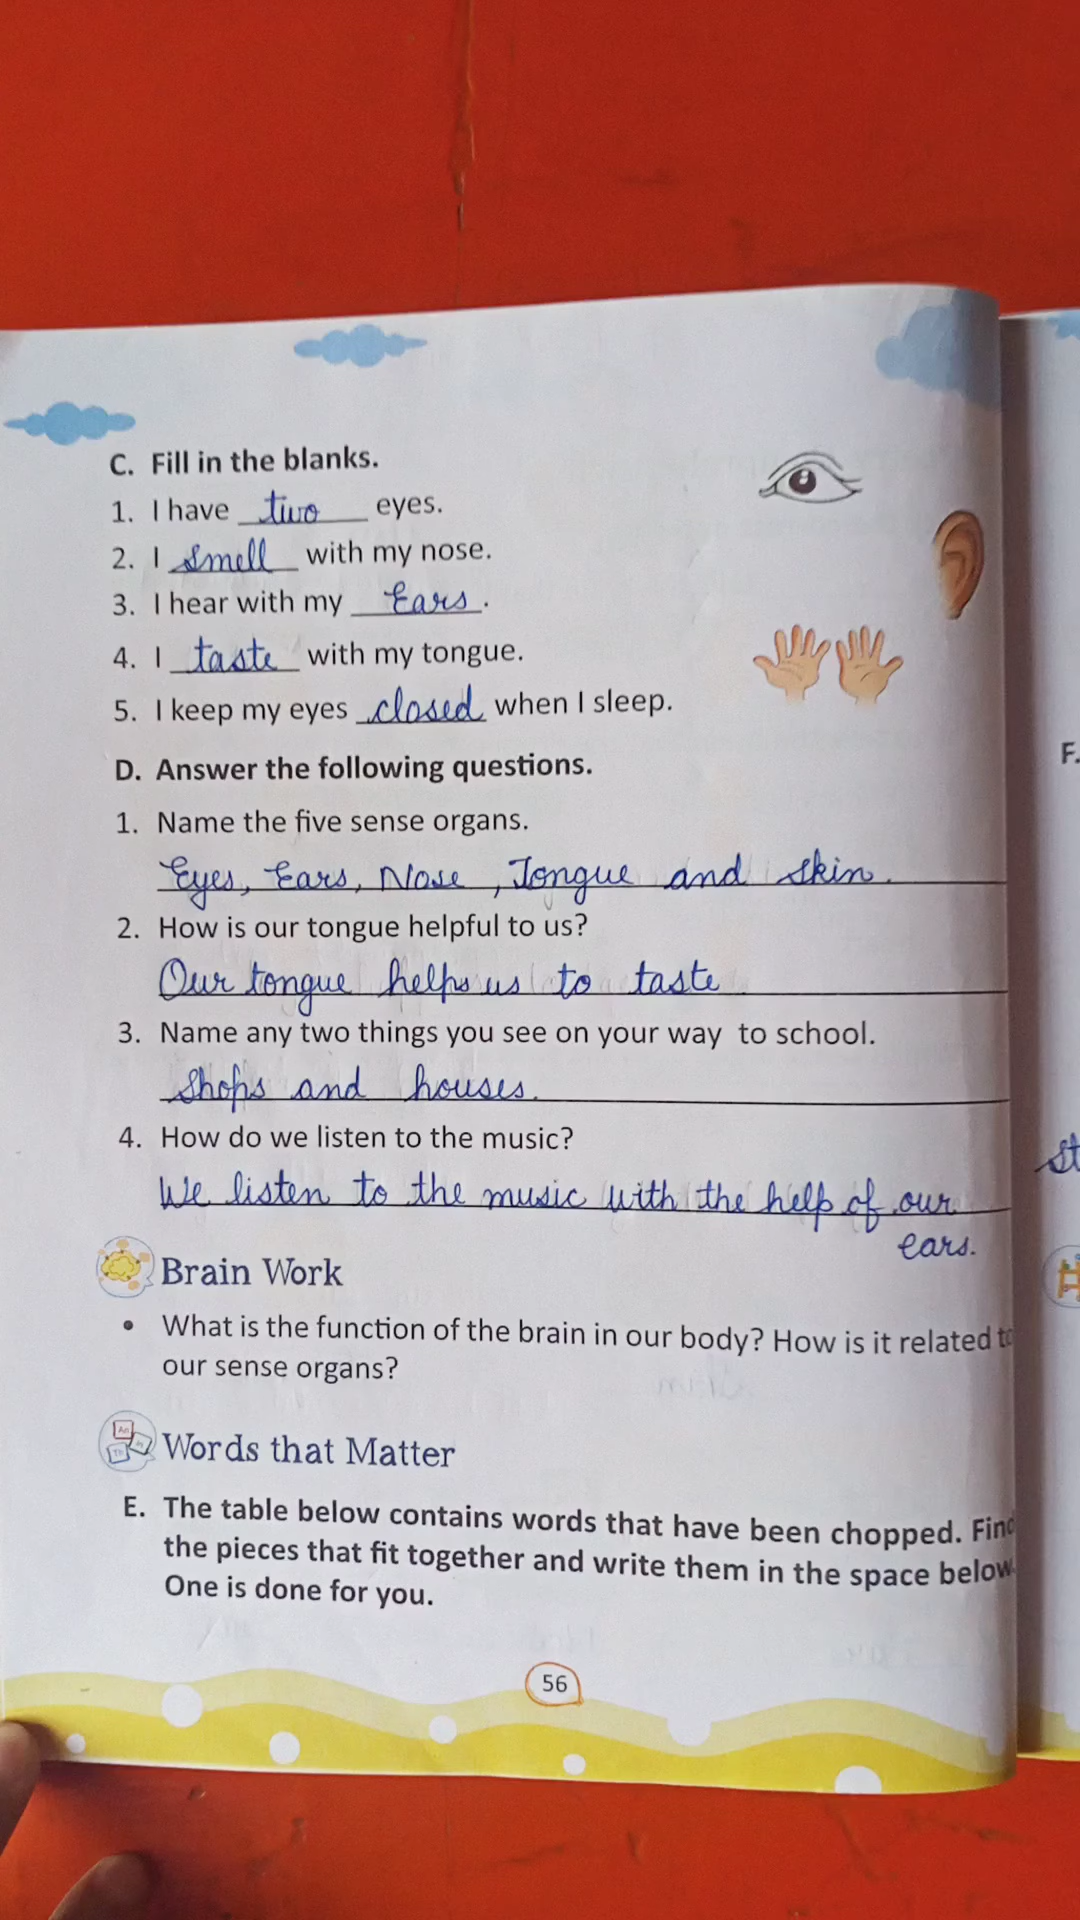 C. Fill in the blanks.
1. I have two eyes.
2. I smell with my nose.
3. I hear with my Ears.
4. I taste with my tongue.
5. I keep my eyes closed when I sleep.
D. Answer the following questions.
F.
1. Name the five sense organs.
Eyes, Ears, Nose, Tongue and skin.
2. How is our tongue helpful to us?
Our tongue helps us to taste
3. Name any two things you see on your way to school.
Shops and houses.
4. How do we listen to the music?
We listen to the music with the help of our
ears.
Brain Work
• What is the function of the brain in our body? How is it related to
our sense organs?
Words that Matter
E. The table below contains words that have been chopped. Find
the pieces that fit together and write them in the space below.
One is done for you.
56